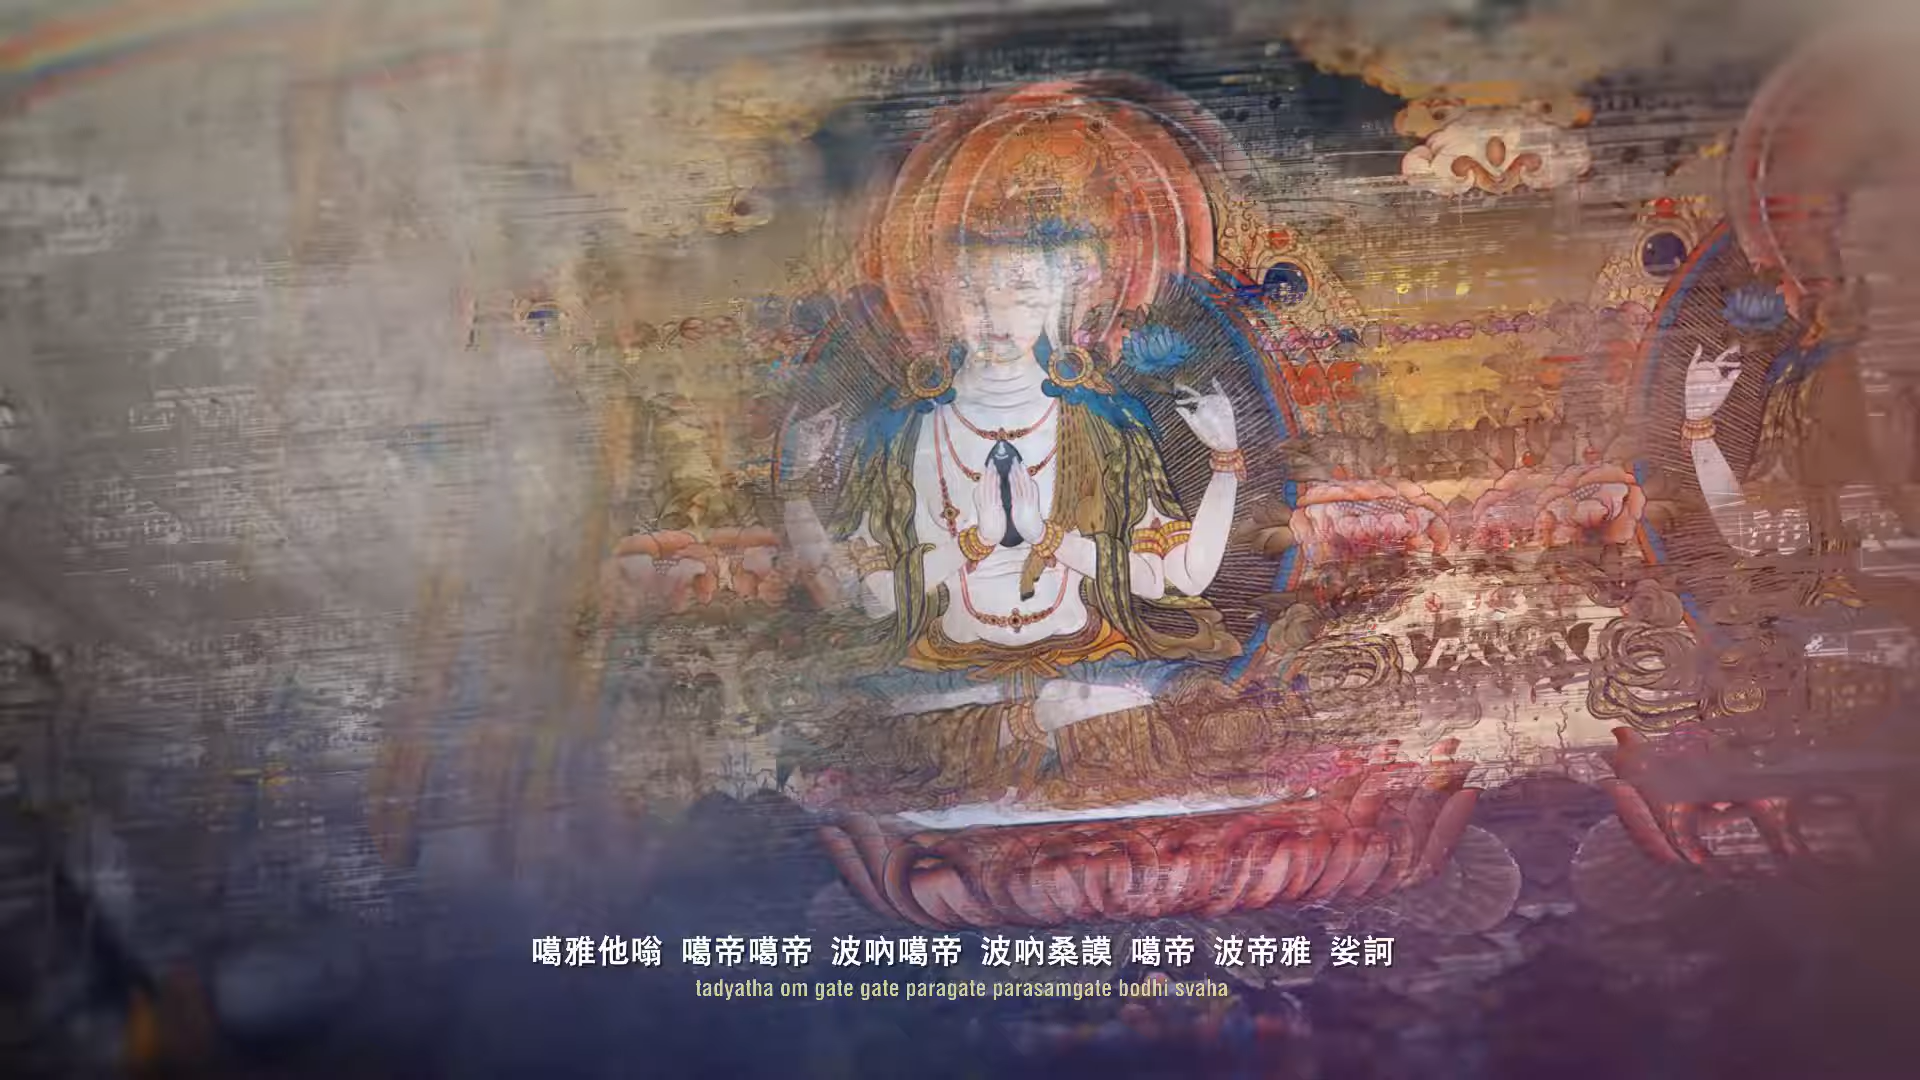 噶雅他嗡 噶帝噶帝 波吶噶帝 波吶桑謨 噶帝 波帝雅 娑訶
tadyatha om gate gate paragate parasamgate bodhi svaha